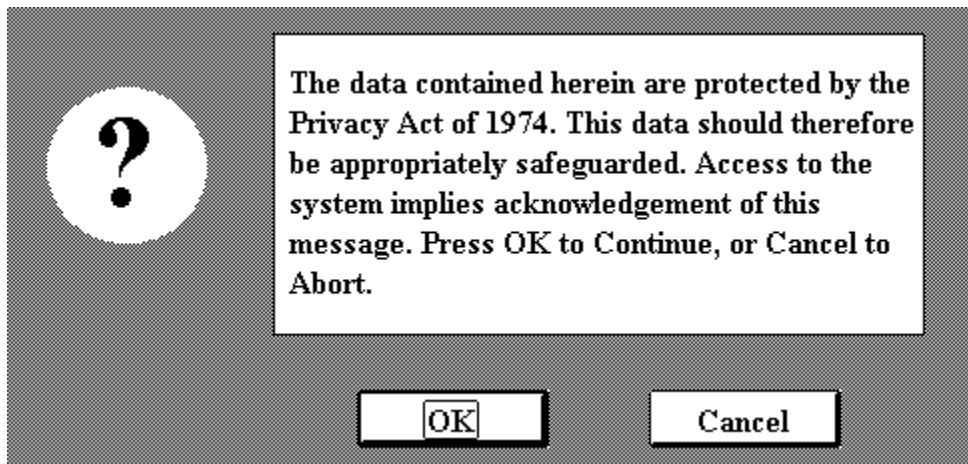 ?
The data contained herein are protected by the
Privacy Act of 1974. This data should therefore
be appropriately safeguarded. Access to the
system implies acknowledgement of this
message. Press OK to Continue, or Cancel to
Abort.
OK Cancel